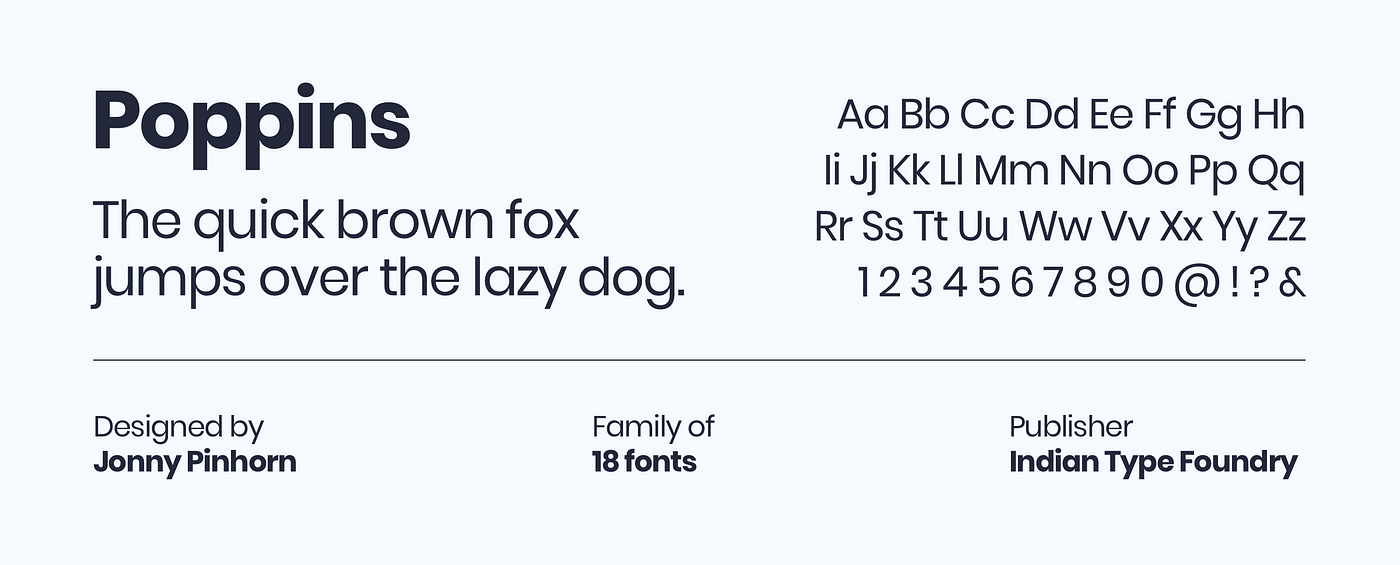 Poppins
The quick brown fox
jumps over the lazy dog.
Aa Bb Cc Dd Ee Ff Gg Hh
Ii Jj Kk Ll Mm Nn Oo Pp Qq
Rr Ss Tt Uu Ww Vv Xx Yy Zz
1 2 3 4 5 6 7 8 9 0 @ ! ? &
Designed by
Jonny Pinhorn
Family of
18 fonts
Publisher
Indian Type Foundry